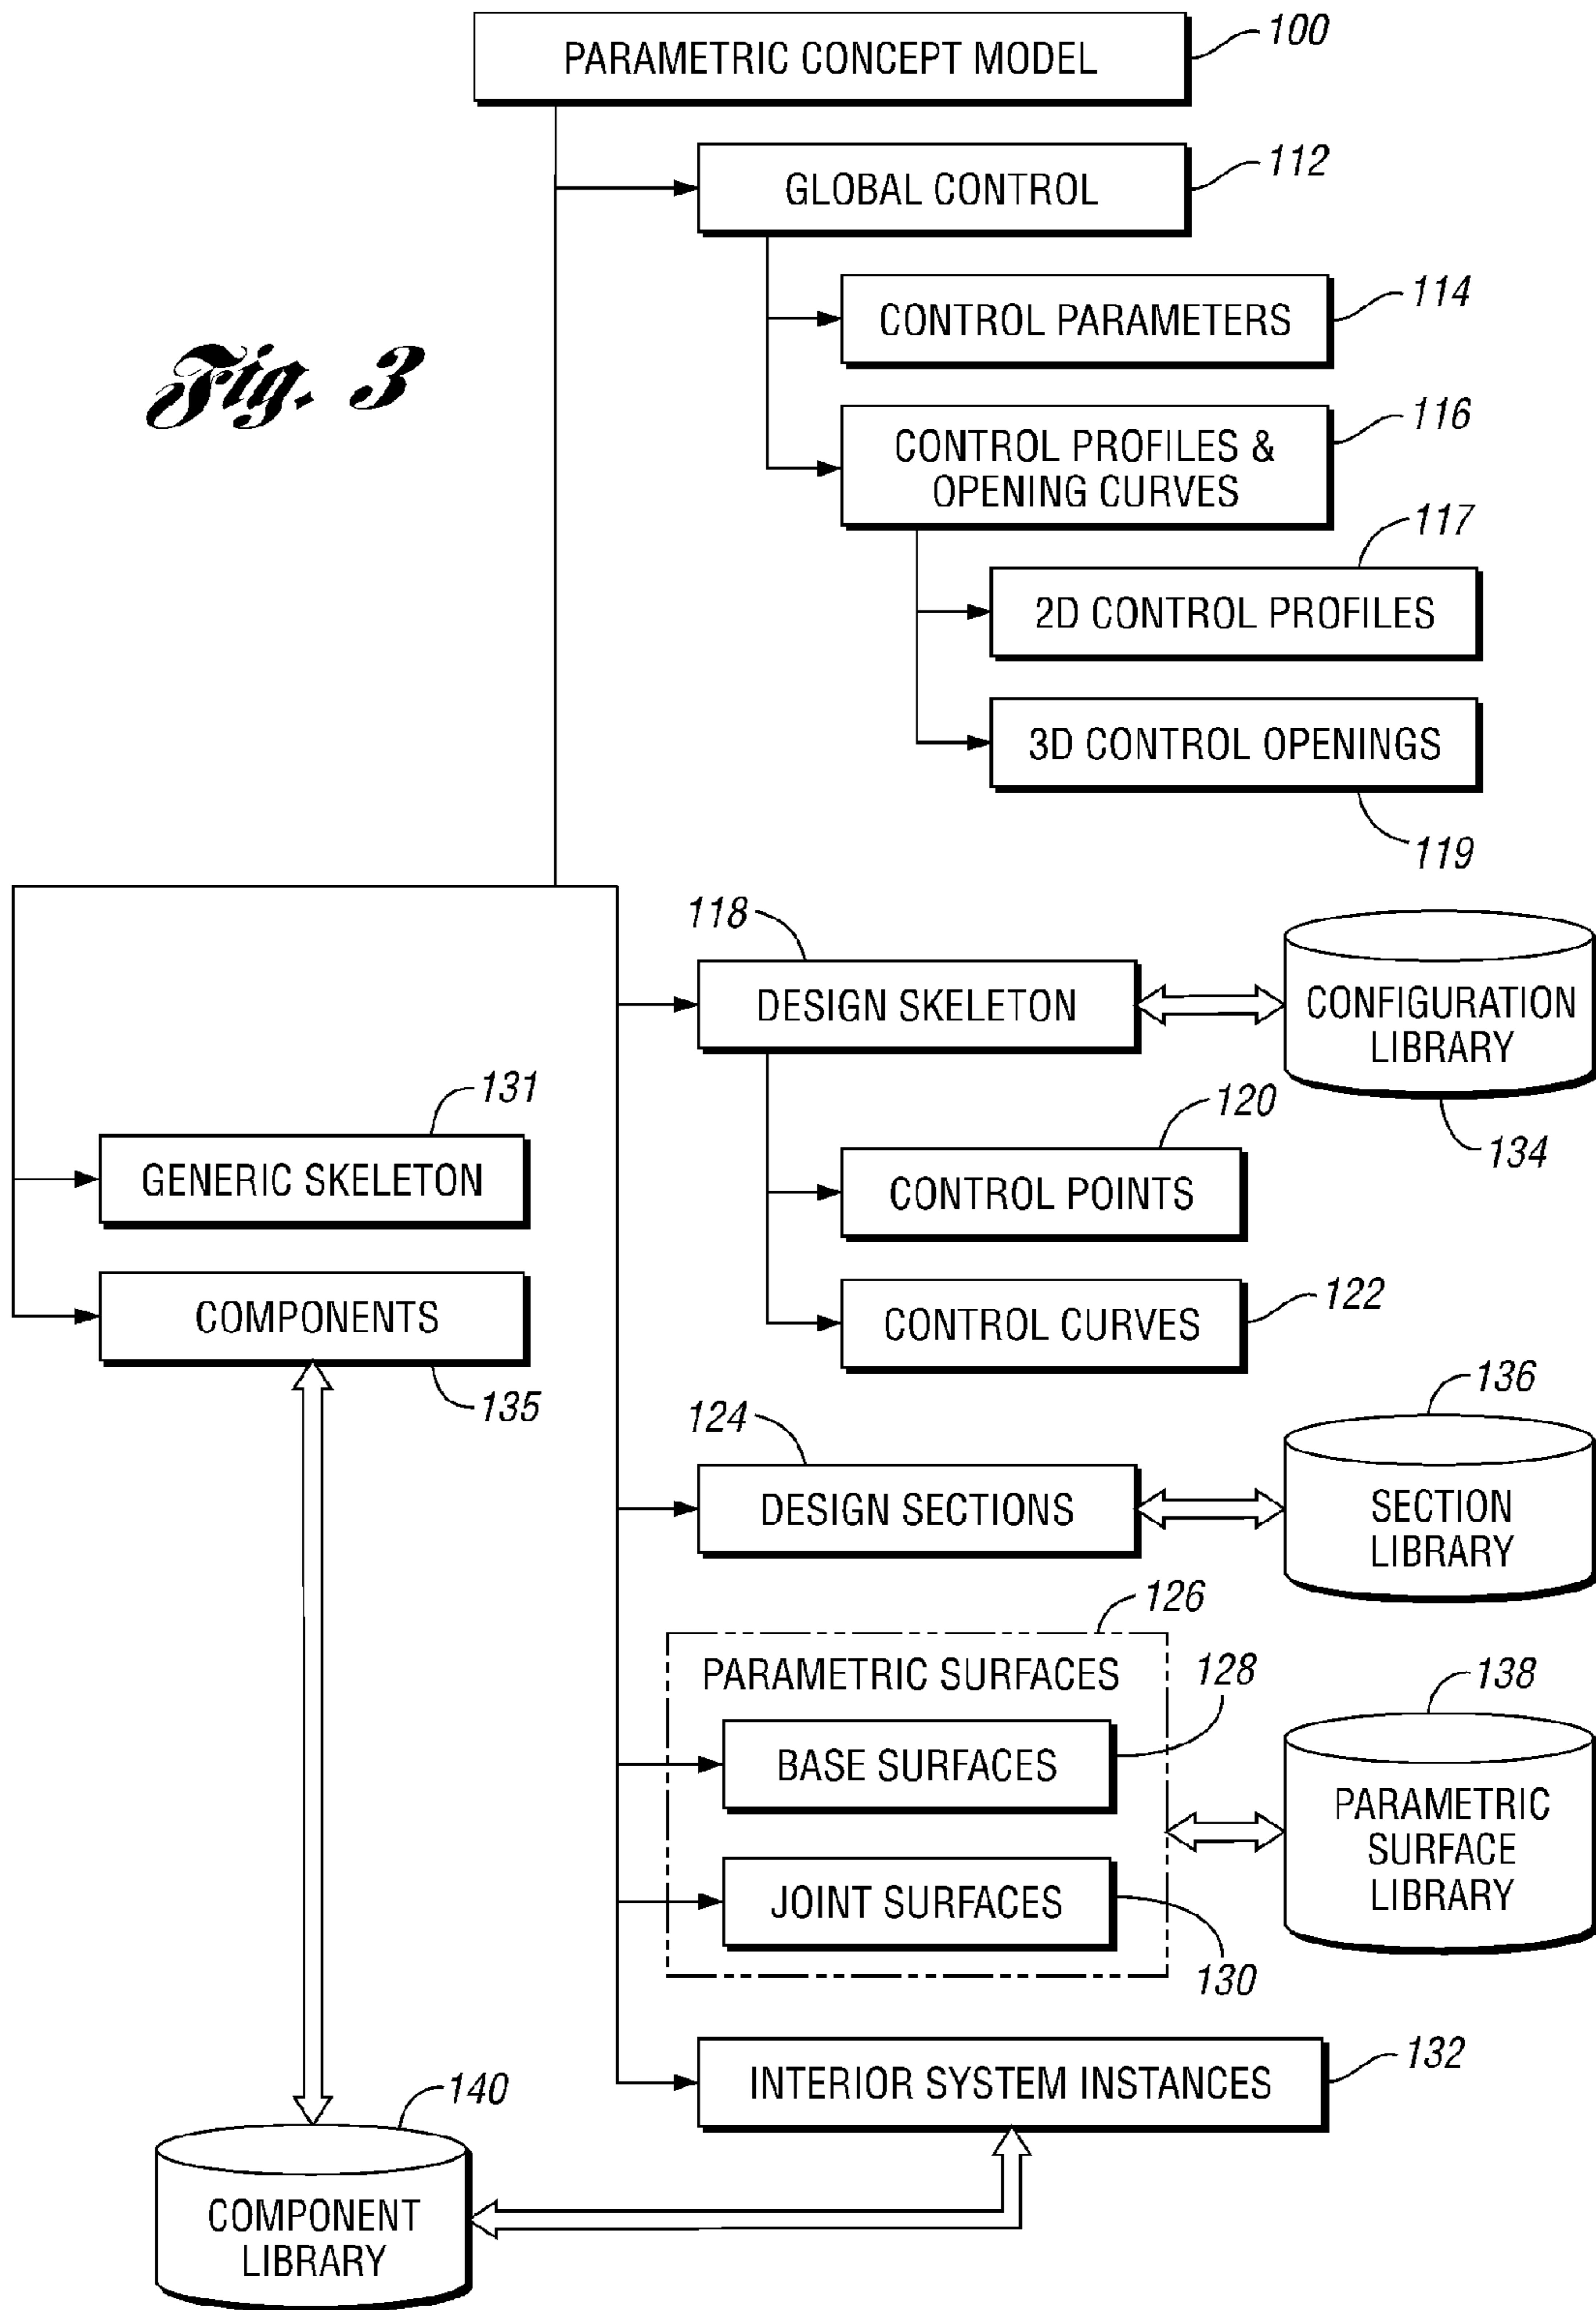 PARAMETRIC CONCEPT MODEL
100
GLOBAL CONTROL
112
CONTROL PARAMETERS
114
Fig. 3
CONTROL PROFILES &
OPENING CURVES
116
117
2D CONTROL PROFILES
3D CONTROL OPENINGS
119
118
DESIGN SKELETON
CONFIGURATION
LIBRARY
134
131
GENERIC SKELETON
120
CONTROL POINTS
COMPONENTS
135
CONTROL CURVES
122
124
DESIGN SECTIONS
136
SECTION
LIBRARY
126
PARAMETRIC SURFACES
128
BASE SURFACES
JOINT SURFACES
130
138
PARAMETRIC
SURFACE
LIBRARY
INTERIOR SYSTEM INSTANCES
132
140
COMPONENT
LIBRARY